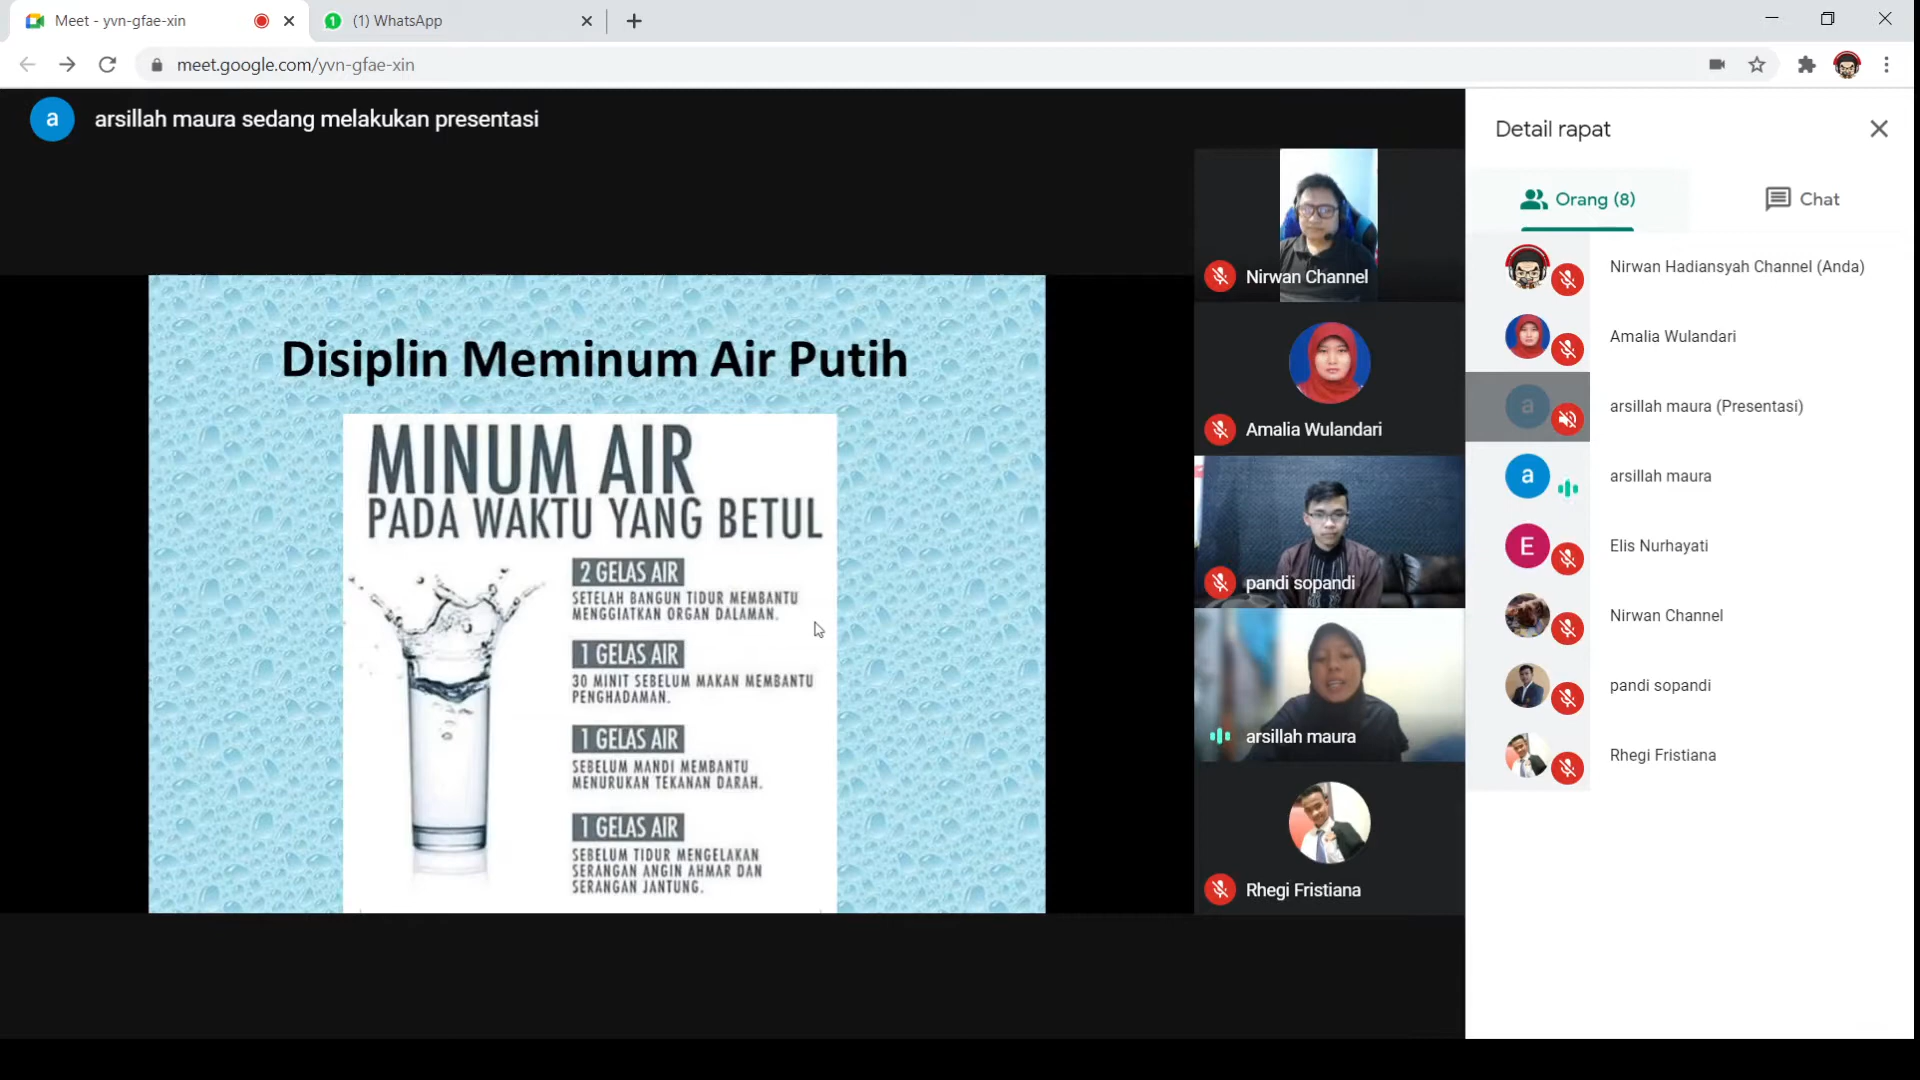 Meet - yvn-gfae-xin
1
(1) WhatsApp
meet.google.com/yvn-gfae-xin
a
arsillah maura sedang melakukan presentasi
Disiplin Meminum Air Putih
MINUM AIR
PADA WAKTU YANG BETUL
2 GELAS AIR
SETELAH BANGUN TIDUR MEMBANTU
MENGGIATKAN ORGAN DALAMAN.
1 GELAS AIR
30 MINIT SEBELUM MAKAN MEMBANTU
PENGHADAMAN.
1 GELAS AIR
SEBELUM MANDI MEMBANTU
MENURUKAN TEKANAN DARAH.
1 GELAS AIR
SEBELUM TIDUR MENGELAKAN
SERANGAN ANGIN AHMAR DAN
SERANGAN JANTUNG.
Nirwan Channel
Amalia Wulandari
pandi sopandi
arsillah maura
Rhegi Fristiana
Detail rapat
Orang (8)
Chat
Nirwan Hadiansyah Channel (Anda)
Amalia Wulandari
a
arsillah maura (Presentasi)
a
arsillah maura
E
Elis Nurhayati
Nirwan Channel
pandi sopandi
Rhegi Fristiana